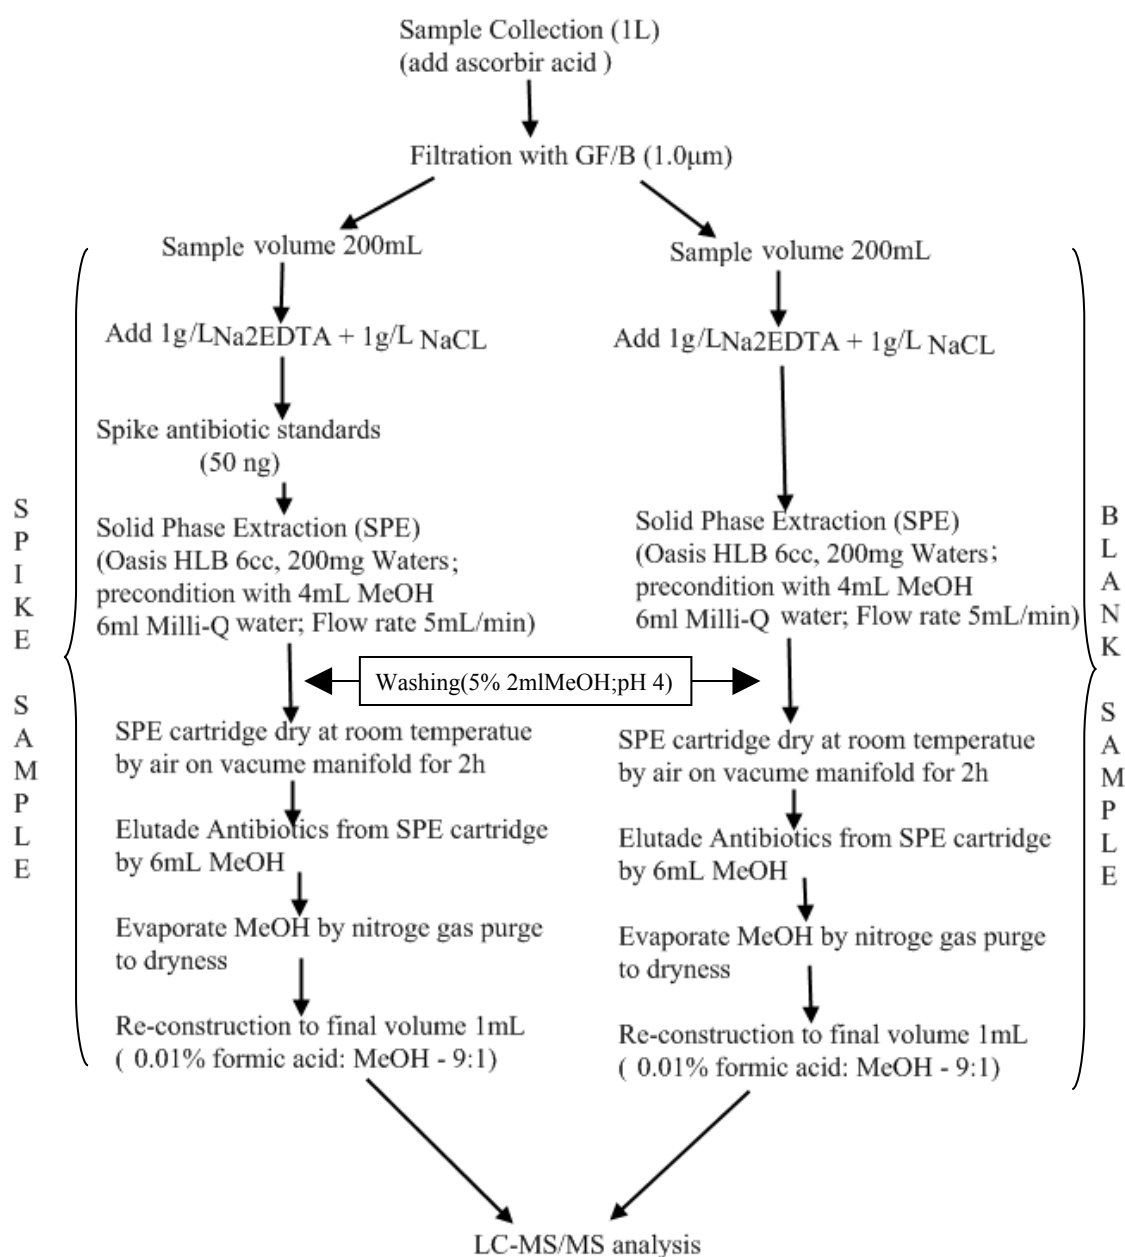 Sample Collection (1L)
(add ascorbir acid )
Filtration with GF/B (1.0μm)
SPIKE SAMPLE
Sample volume 200mL
Add 1g/LNa2EDTA + 1g/L NaCL
Spike antibiotic standards
(50 ng)
Solid Phase Extraction (SPE)
(Oasis HLB 6cc, 200mg Waters;
precondition with 4mL MeOH
6ml Milli-Q water; Flow rate 5mL/min)
Washing(5% 2mlMeOH;pH 4)
SPE cartridge dry at room temperatue
by air on vacume manifold for 2h
Elutade Antibiotics from SPE cartridge
by 6mL MeOH
Evaporate MeOH by nitroge gas purge
to dryness
Re-construction to final volume 1mL
( 0.01% formic acid: MeOH - 9:1)
Sample volume 200mL
Add 1g/LNa2EDTA + 1g/L NaCL
Solid Phase Extraction (SPE)
(Oasis HLB 6cc, 200mg Waters;
precondition with 4mL MeOH
6ml Milli-Q water; Flow rate 5mL/min)
SPE cartridge dry at room temperatue
by air on vacume manifold for 2h
Elutade Antibiotics from SPE cartridge
by 6mL MeOH
Evaporate MeOH by nitroge gas purge
to dryness
Re-construction to final volume 1mL
( 0.01% formic acid: MeOH - 9:1)
BLANK SAMPLE
LC-MS/MS analysis